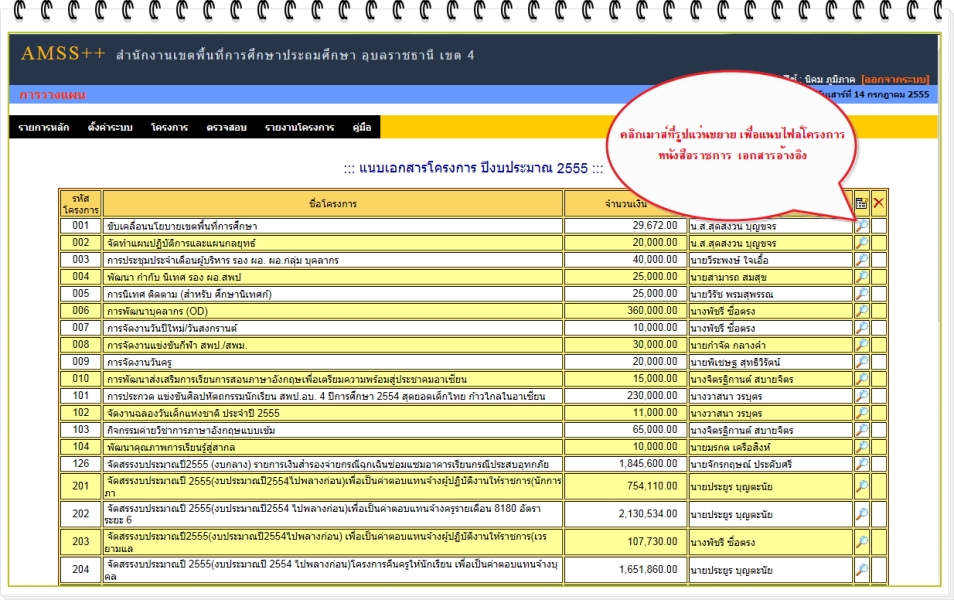 AMSS++ สำนักงานเขตพื้นที่การศึกษาประถมศึกษา อุบลราชธานี เขต 4
: นิคม ภูมิภาค [ออกจากระบบ]
การวางแผน
เสาร์ที่ 14 กรกฎาคม 2555
รายการหลัก ตั้งค่าระบบ โครงการ ตรวจสอบ รายงานโครงการ คู่มือ
คลิกเมาส์ที่รูปแว่นขยาย เพื่อแนบไฟล์โครงการ
หนังสือราชการ เอกสารอ้างอิง
::: แนบเอกสารโครงการ ปีงบประมาณ 2555 :::
รหัสโครงการ ชื่อโครงการ จำนวนเงิน
001 ขับเคลื่อนนโยบายเขตพื้นที่การศึกษา 29,672.00 น.ส.สุดสงวน บุญขจร
002 จัดทำแผนปฏิบัติการและแผนกลยุทธ์ 20,000.00 น.ส.สุดสงวน บุญขจร
003 การประชุมประจำเดือนผู้บริหาร รอง ผอ. ผอ.กลุ่ม บุคลากร 40,000.00 นายวีระพงษ์ ใจเอื้อ
004 พัฒนา กำกับ นิเทศ รอง ผอ.สพป 25,000.00 นายสามารถ สมสุข
005 การนิเทศ ติดตาม (สำหรับ ศึกษานิเทศก์) 25,000.00 นายวิรัช พรมสุพรรณ
006 การพัฒนาบุคลากร (OD) 360,000.00 นางพัชรี ซื่อตรง
007 การจัดงานวันปีใหม่/วันสงกรานต์ 10,000.00 นางพัชรี ซื่อตรง
008 การจัดงานแข่งขันกีฬา สพป./สพม. 30,000.00 นายกำจัด กลางคำ
009 การจัดงานวันครู 20,000.00 นายพิเชษฐ สุทธิวิรัตน์
010 การพัฒนาส่งเสริมการเรียนการสอนภาษาอังกฤษเพื่อเตรียมความพร้อมสู่ประชาคมอาเซียน 15,000.00 นางจิตรฐิกานต์ สบายจิตร
101 การประกวด แข่งขันศิลปหัตถกรรมนักเรียน สพป.อบ. 4 ปีการศึกษา 2554 สุดยอดเด็กไทย ก้าวไกลในอาเซียน 230,000.00 นางวาสนา วรบุตร
102 จัดงานฉลองวันเด็กแห่งชาติ ประจำปี 2555 11,000.00 นางวาสนา วรบุตร
103 กิจกรรมค่ายวิชาการภาษาอังกฤษแบบเข้ม 65,000.00 นางจิตรฐิกานต์ สบายจิตร
104 พัฒนาคุณภาพการเรียนรู้สู่สากล 10,000.00 นายมรกต เครือสิงห์
126 จัดสรรงบประมาณปี2555 (งบกลาง) รายการเงินสำรองจ่ายกรณีฉุกเฉินซ่อมแซมอาคารเรียนกรณีประสบอุทกภัย 1,845,600.00 นายจักรกฤษณ์ ประดับศรี
201 จัดสรรงบประมาณปี 2555(งบประมาณปี2554ไปพลางก่อน)เพื่อเป็นค่าตอบแทนจ้างผู้ปฏิบัติงานให้ราชการ(นักการภา 754,110.00 นายประยูร บุญตะนัย
202 จัดสรรงบประมาณปี 2555(งบประมาณปี2554 ไปพลางก่อน)เพื่อเป็นค่าตอบแทนจ้างครูรายเดือน 8180 อัตราระยะ 6 2,130,534.00 นายประยูร บุญตะนัย
203 จัดสรรงบประมาณปี2555(งบประมาณปี2554ไปพลางก่อน) เพื่อเป็นค่าตอบแทนจ้างผู้ปฏิบัติงานให้ราชการ(เวรยามแล 107,730.00 นางพัชรี ซื่อตรง
204 จัดสรรงบประมาณปี 2555(งบประมาณปี 2554 ไปพลางก่อน)โครงการคืนครูให้นักเรียน เพื่อเป็นค่าตอบแทนจ้างบุคล 1,651,860.00 นายประยูร บุญตะนัย